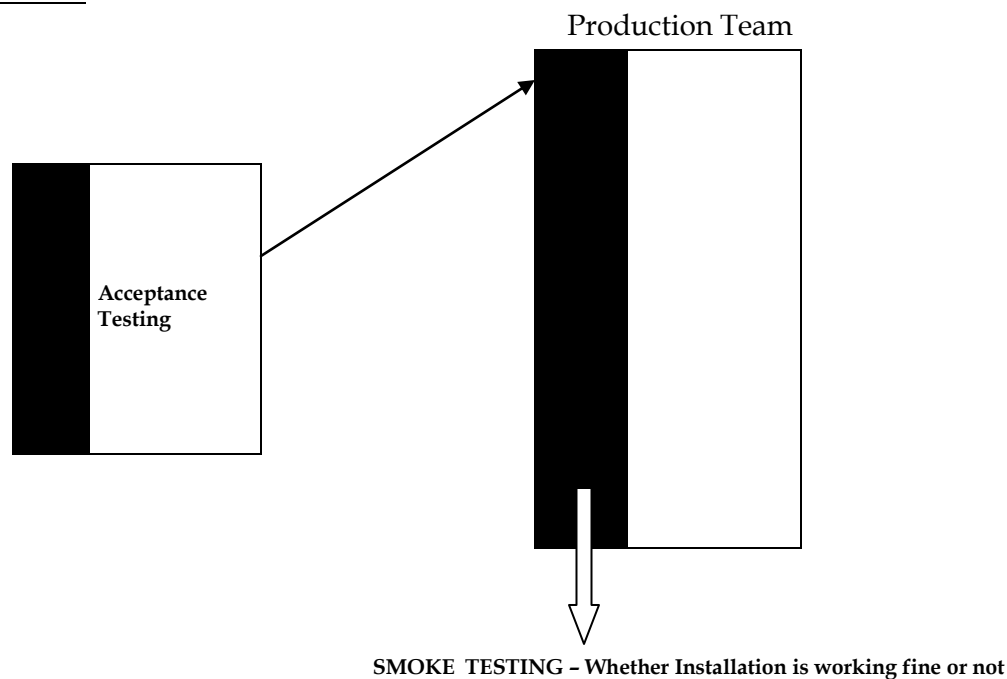 Production Team
Acceptance
Testing
SMOKE TESTING – Whether Installation is working fine or not